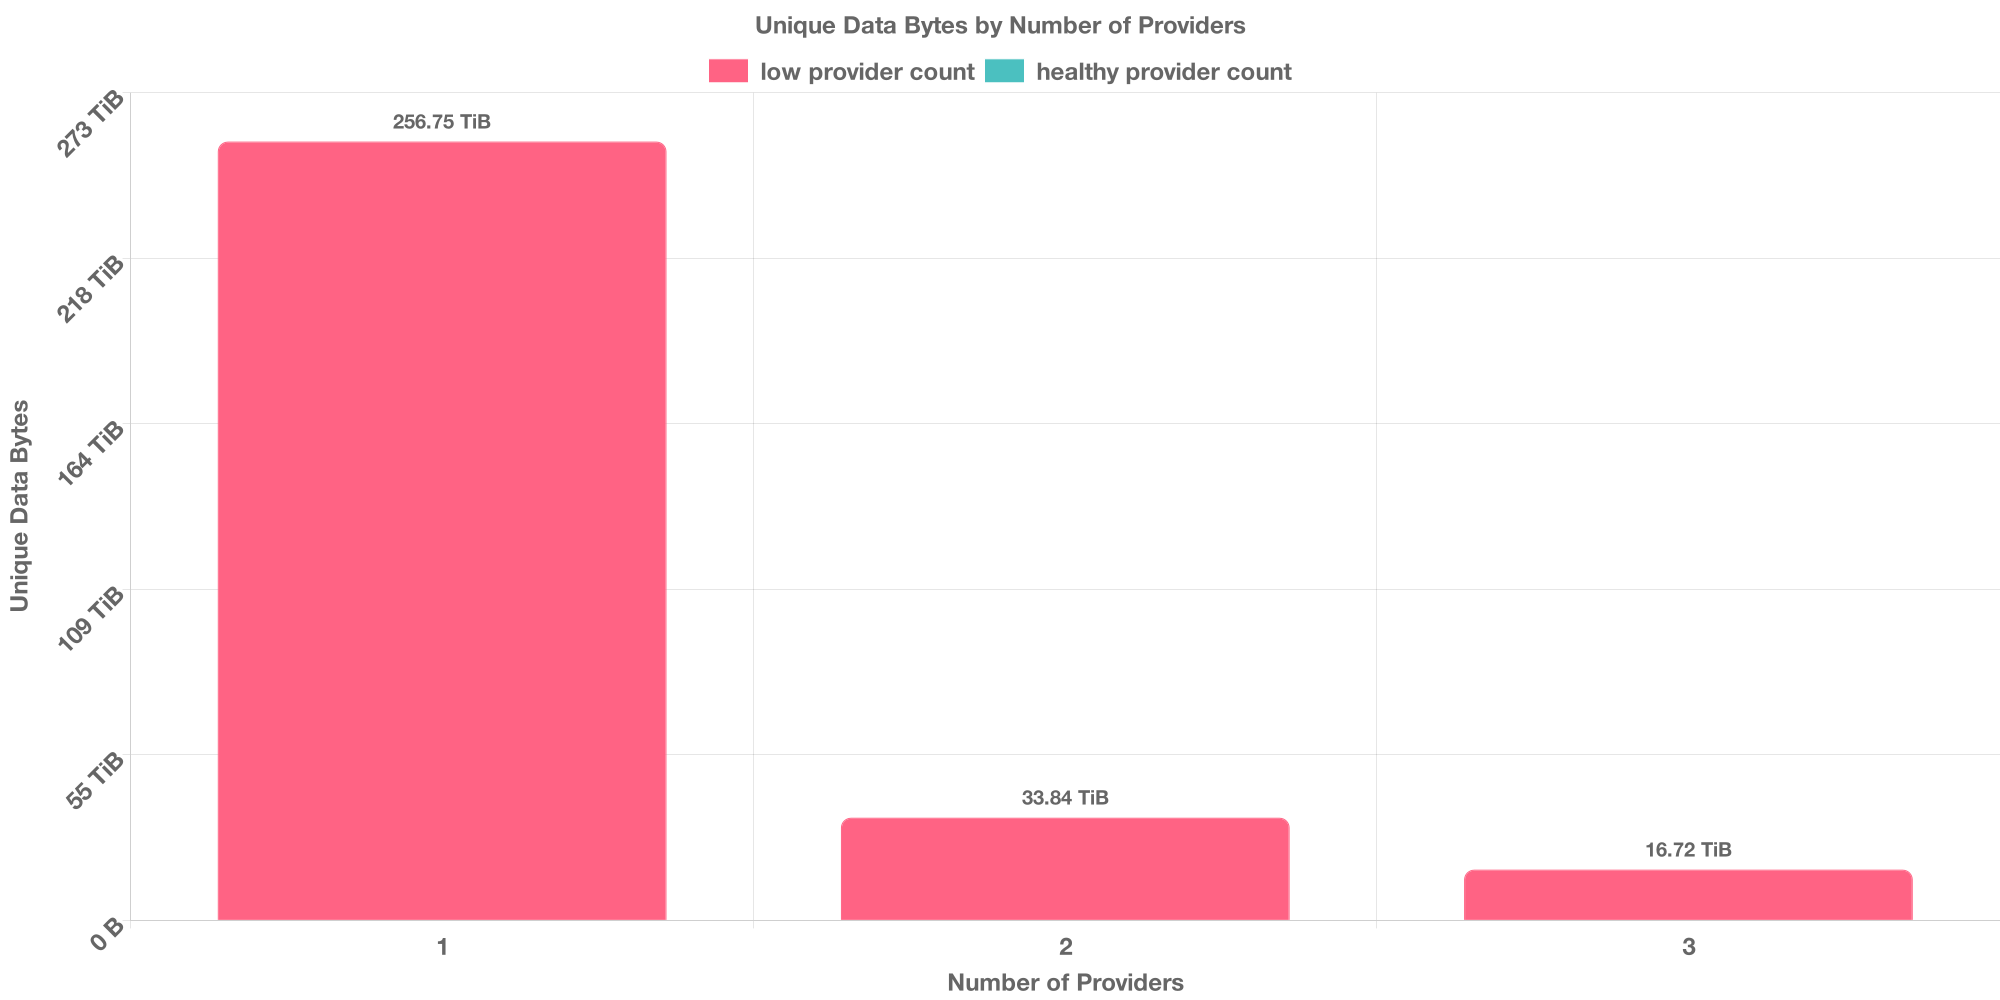 Unique Data Bytes by Number of Providers
low provider count healthy provider count
273 TiB
218 TiB
164 TiB
109 TiB
55 TiB
0 B
Unique Data Bytes
256.75 TiB
33.84 TiB
16.72 TiB
1 2 3
Number of Providers